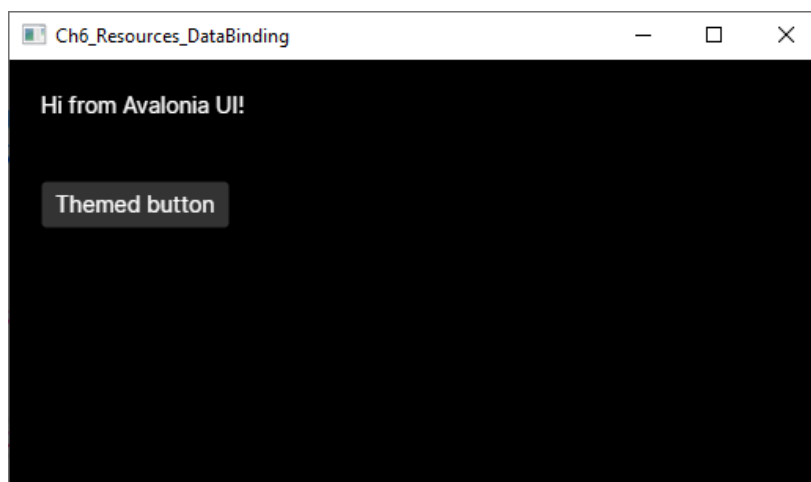 Ch6_Resources_DataBinding
Hi from Avalonia UI!
Themed button